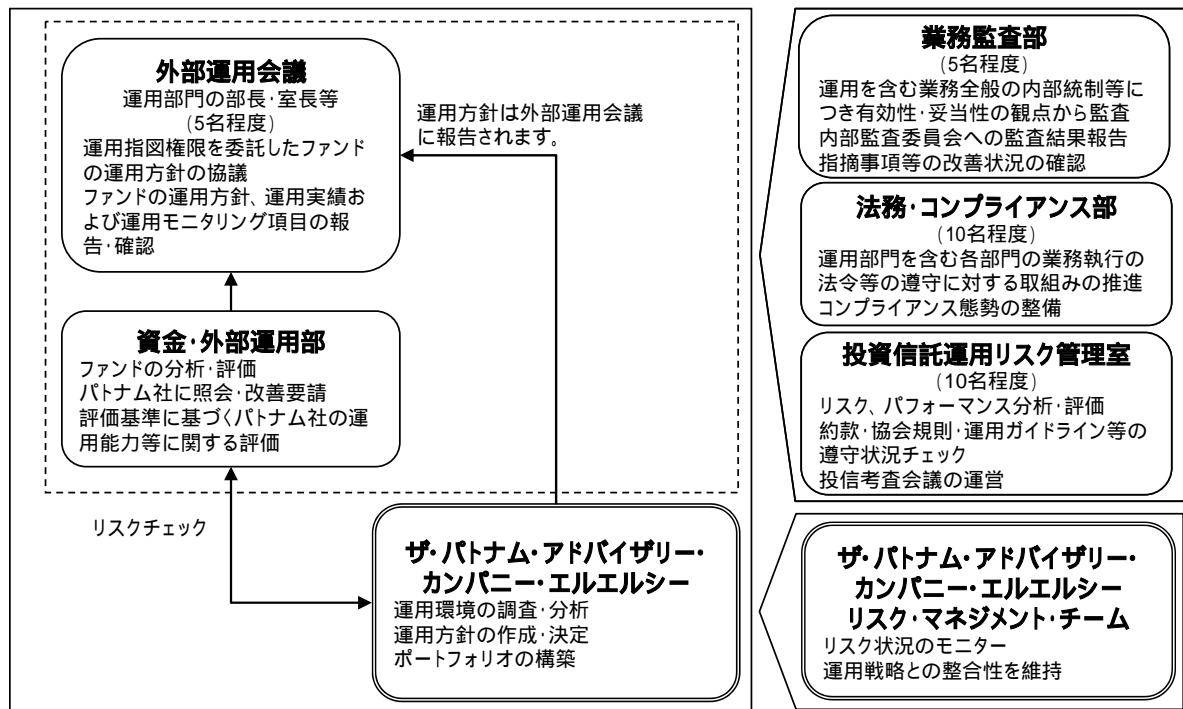 外部運用会議
運用部門の部長・室長等
(5名程度)
運用指図権限を委託したファンド
の運用方針の協議
ファンドの運用方針、運用実績お
よび運用モニタリング項目の報
告・確認
運用方針は外部運用会議
に報告されます。
資金・外部運用部
ファンドの分析・評価
パトナム社に照会・改善要請
評価基準に基づくパトナム社の運
用能力等に関する評価
リスクチェック
ザ・パトナム・アドバイザリー・
カンパニー・エルエルシー
運用環境の調査・分析
運用方針の作成・決定
ポートフォリオの構築
業務監査部
(5名程度)
運用を含む業務全般の内部統制等に
つき有効性・妥当性の観点から監査
内部監査委員会への監査結果報告
指摘事項等の改善状況の確認
法務・コンプライアンス部
(10名程度)
運用部門を含む各部門の業務執行の
法令等の遵守に対する取組みの推進
コンプライアンス態勢の整備
投資信託運用リスク管理室
(10名程度)
リスク、パフォーマンス分析・評価
約款・協会規則・運用ガイドライン等の
遵守状況チェック
投信考査会議の運営
ザ・パトナム・アドバイザリー・
カンパニー・エルエルシー
リスク・マネジメント・チーム
リスク状況のモニター
運用戦略との整合性を維持